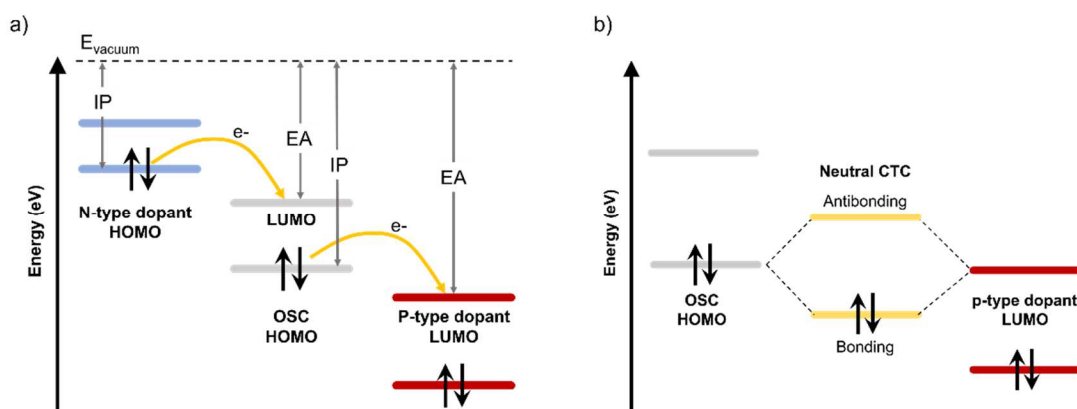 a)
E_vacuum
Energy (eV)
IP
e-
EA
IP
EA
N-type dopant
HOMO
LUMO
e-
OSC
HOMO
P-type dopant
LUMO
b)
Energy (eV)
Neutral CTC
Antibonding
OSC
HOMO
Bonding
p-type dopant
LUMO